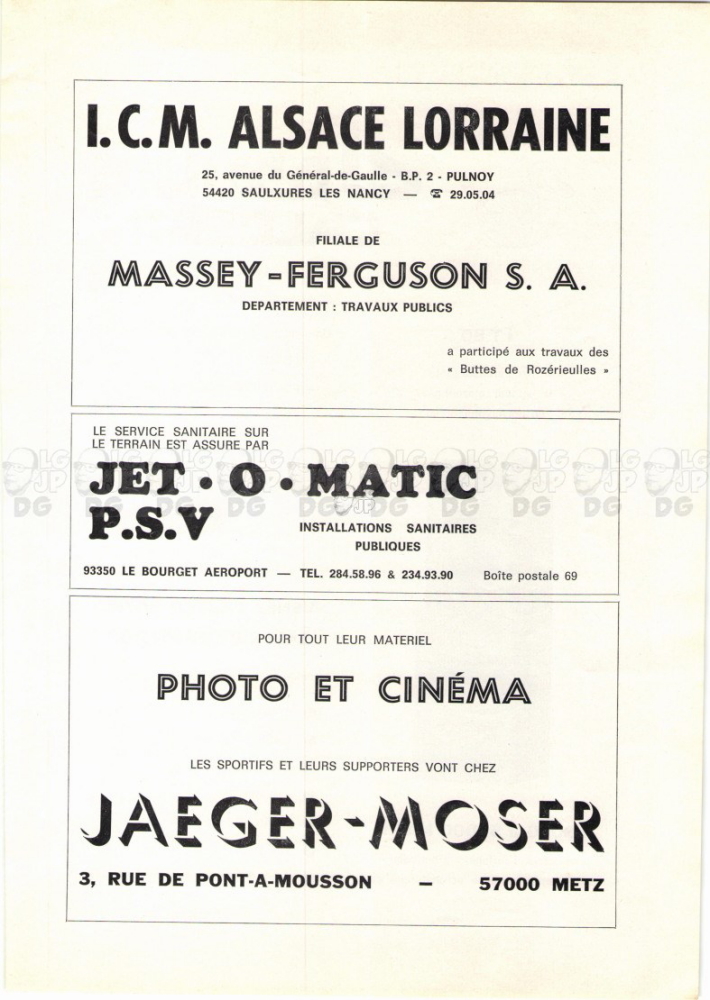 I.C.M. ALSACE LORRAINE
25, avenue du Général-de-Gaulle - B.P. 2 - PULNOY
54420 SAULXURES LES NANCY — ☎ 29.05.04
FILIALE DE
MASSEY-FERGUSON S. A.
DEPARTEMENT : TRAVAUX PUBLICS
a participé aux travaux des
« Buttes de Rozérieulles »
LE SERVICE SANITAIRE SUR
LE TERRAIN EST ASSURE PAR
JET • O • MATIC
P.S.V
INSTALLATIONS SANITAIRES
PUBLIQUES
93350 LE BOURGET AEROPORT — TEL. 284.58.96 & 234.93.90 Boîte postale 69
POUR TOUT LEUR MATERIEL
PHOTO ET CINÉMA
LES SPORTIFS ET LEURS SUPPORTERS VONT CHEZ
JAEGER-MOSER
3, RUE DE PONT-A-MOUSSON — 57000 METZ